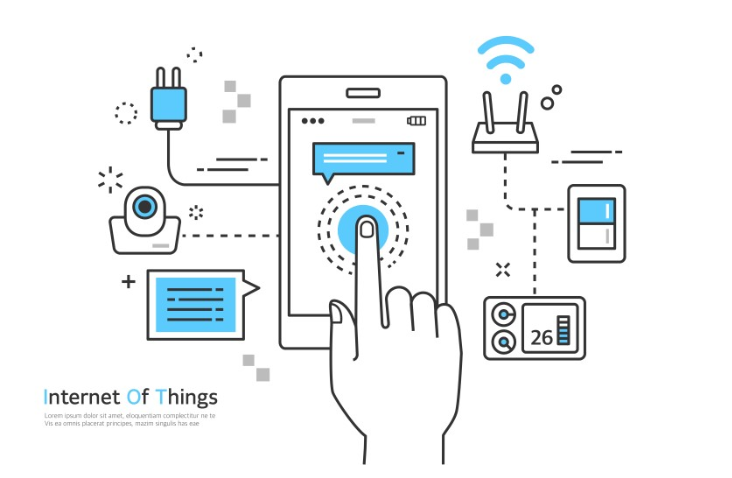 26
Internet Of Things
Lorem ipsum dolor sit amet, eloquentiam complectitur ne te
Vis ea omnis placerat principes, mazim singulis has eae